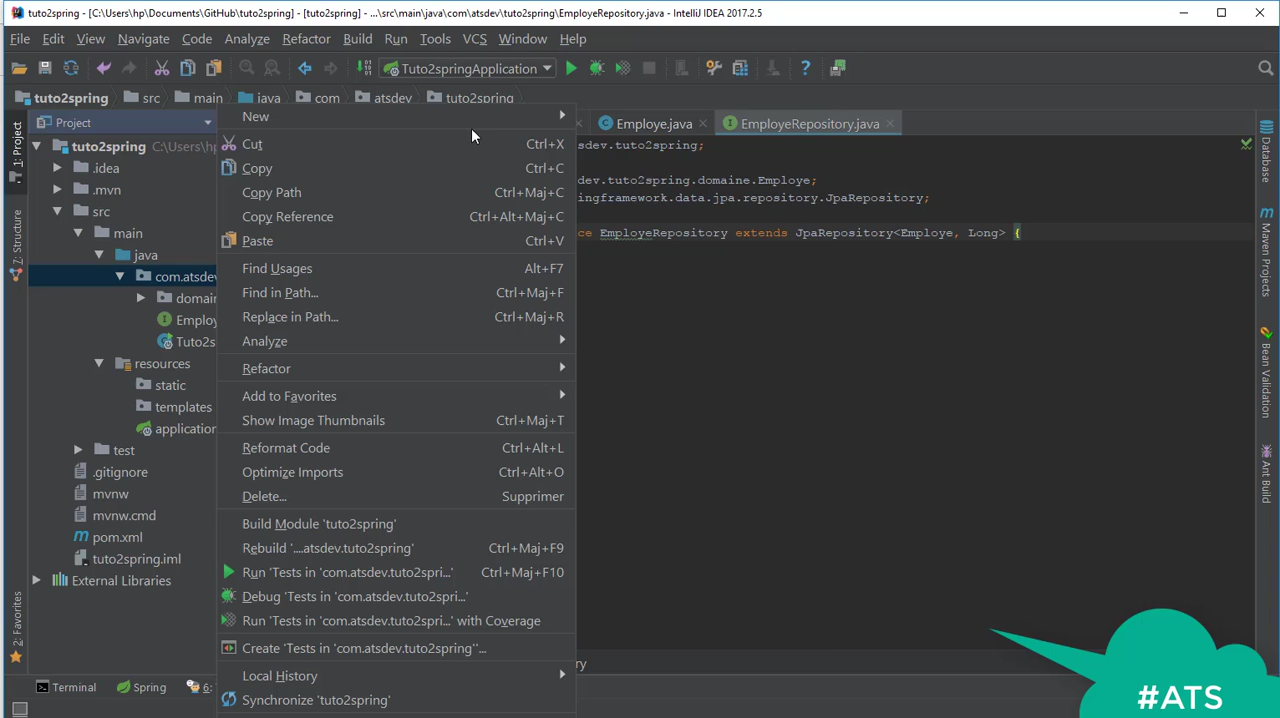 tuto2spring - [C:\Users\hp\Documents\GitHub\tuto2spring] - [tuto2spring] - ...\src\main\java\com\atsdev\tuto2spring\EmployeRepository.java - IntelliJ IDEA 2017.2.5
File Edit View Navigate Code Analyze Refactor Build Run Tools VCS Window Help
Tuto2springApplication
tuto2spring src main java com atsdev tuto2spring
Project
Employe.java
EmployeRepository.java
1: Project
7: Structure
2: Favorites
tuto2spring C:\Users\hp
.idea
.mvn
src
main
java
com.atsdev
domain
Employ
Tuto2s
resources
static
templates
application
test
.gitignore
mvnw
mvnw.cmd
pom.xml
tuto2spring.iml
External Libraries
New
Cut Ctrl+X
Copy Ctrl+C
Copy Path Ctrl+Maj+C
Copy Reference Ctrl+Alt+Maj+C
Paste Ctrl+V
Find Usages Alt+F7
Find in Path... Ctrl+Maj+F
Replace in Path... Ctrl+Maj+R
Analyze
Refactor
Add to Favorites
Show Image Thumbnails Ctrl+Maj+T
Reformat Code Ctrl+Alt+L
Optimize Imports Ctrl+Alt+O
Delete... Supprimer
Build Module 'tuto2spring'
Rebuild '....atsdev.tuto2spring' Ctrl+Maj+F9
Run 'Tests in 'com.atsdev.tuto2spri...' Ctrl+Maj+F10
Debug 'Tests in 'com.atsdev.tuto2spri...'
Run 'Tests in 'com.atsdev.tuto2spri...' with Coverage
Create 'Tests in 'com.atsdev.tuto2spring''...
Local History
Synchronize 'tuto2spring'
sdev.tuto2spring;
dev.tuto2spring.domaine.Employe;
ingframework.data.jpa.repository.JpaRepository;
ce EmployeRepository extends JpaRepository<Employe, Long> {
ry
Database
Maven Projects
Bean Validation
Ant Build
Terminal Spring 6:
#ATS